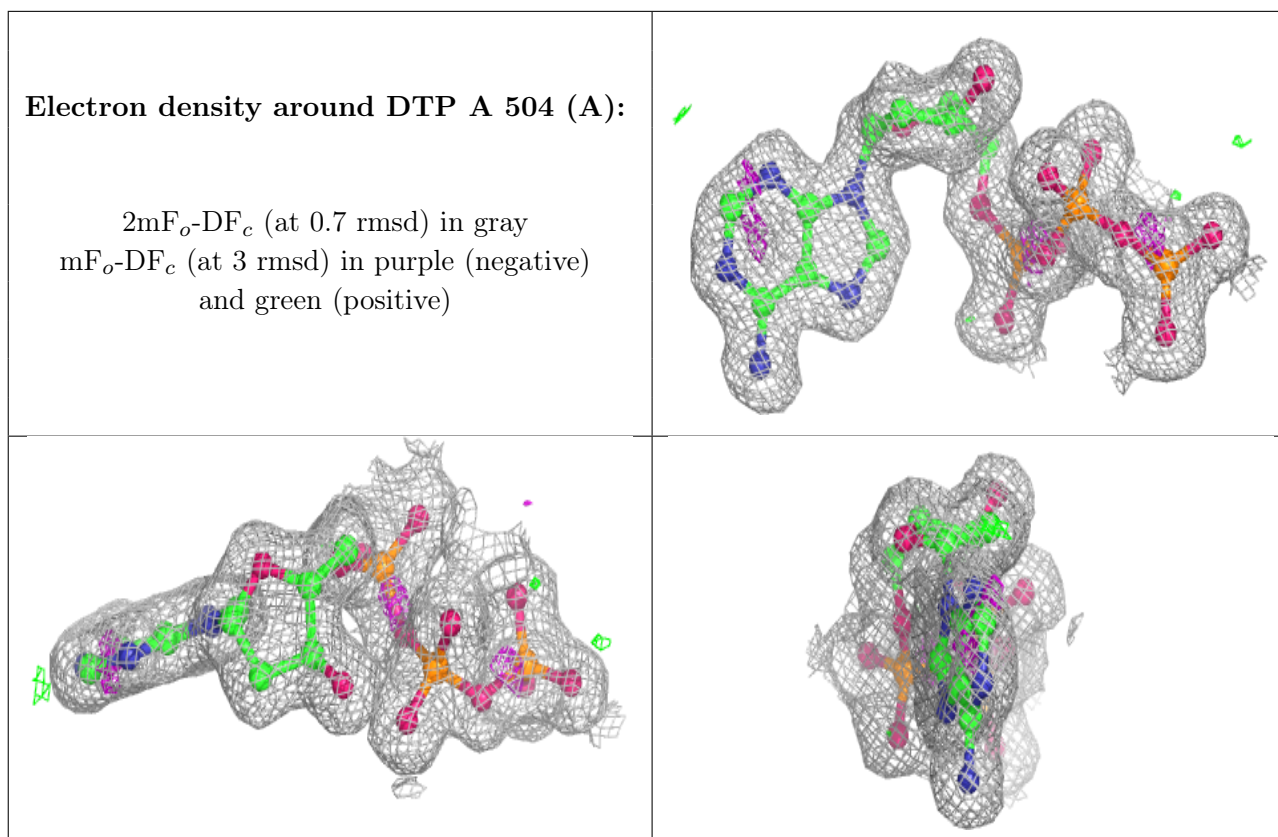 Electron density around DTP A 504 (A):
2mFo-DFc (at 0.7 rmsd) in gray
mFo-DFc (at 3 rmsd) in purple (negative)
and green (positive)